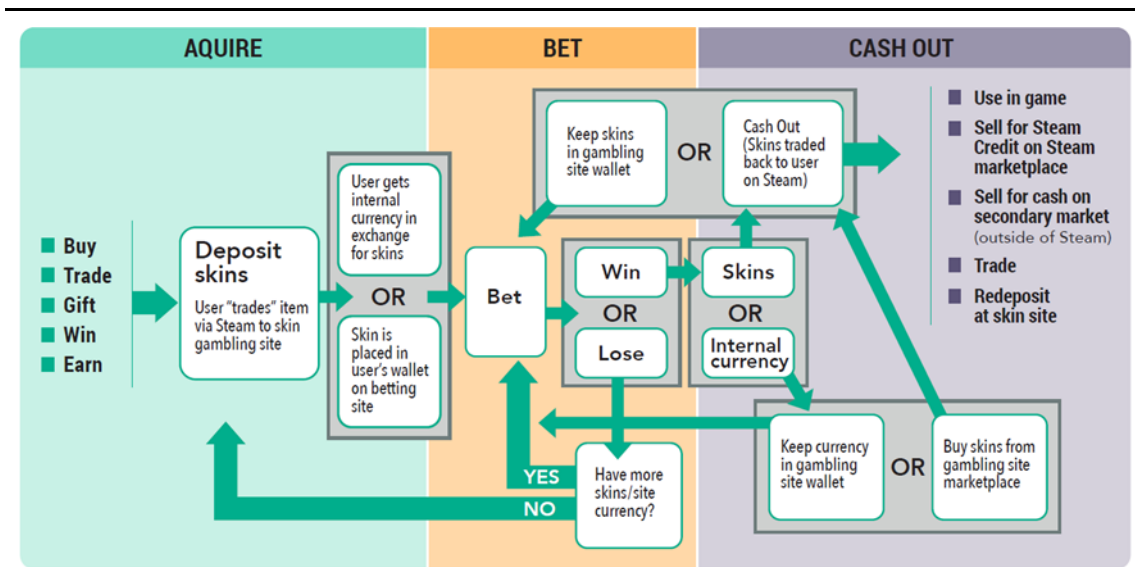 AQUIRE
BET
CASH OUT
Buy
Trade
Gift
Win
Earn
Deposit
skins
User “trades” item
via Steam to skin
gambling site
User gets
internal
currency in
exchange
for skins
OR
Skin is
placed in
user’s wallet
on betting
site
Bet
Keep skins
in gambling
site wallet
OR
Cash Out
(Skins traded
back to user
on Steam)
Win
OR
Lose
Skins
OR
Internal
currency
Have more
skins/site
currency?
YES
NO
Keep currency
in gambling
site wallet
OR
Buy skins from
gambling site
marketplace
Use in game
Sell for Steam
Credit on Steam
marketplace
Sell for cash on
secondary market
(outside of Steam)
Trade
Redeposit
at skin site